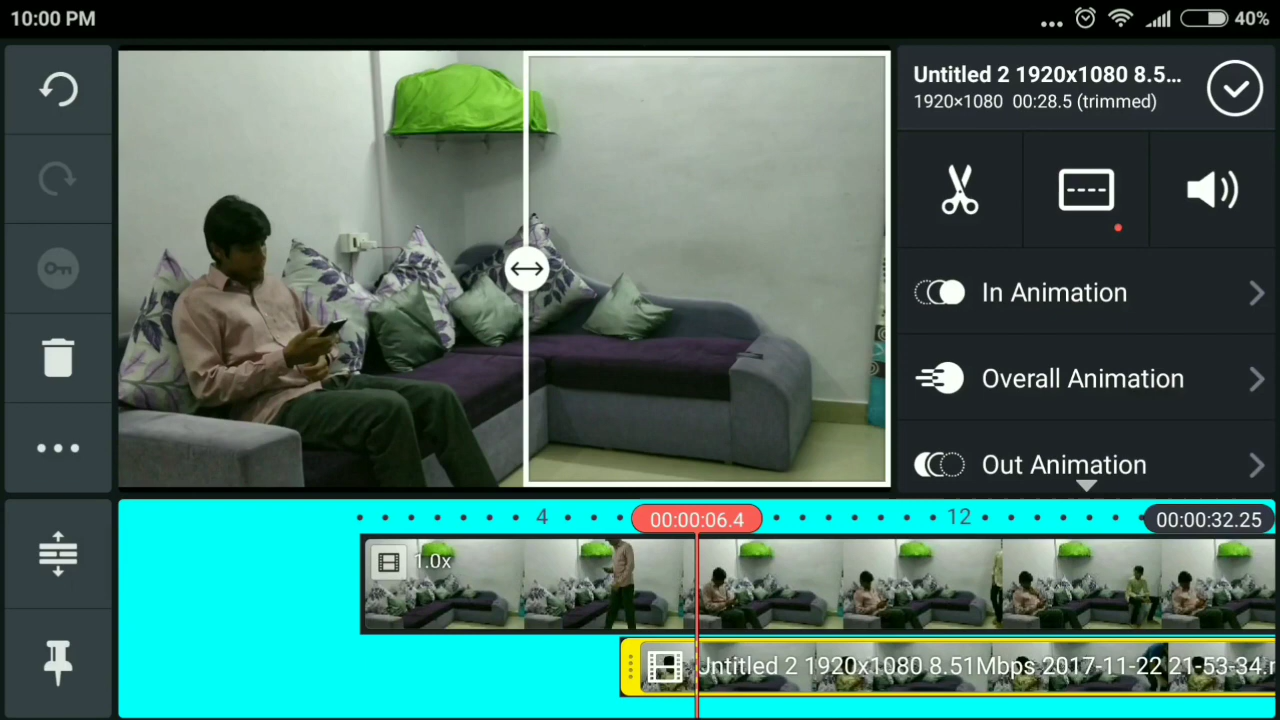 10:00 PM
40%
Untitled 2 1920x1080 8.5...
1920×1080 00:28.5 (trimmed)
In Animation
Overall Animation
Out Animation
4
00:00:06.4
12
00:00:32.25
1.0x
Untitled 2 1920x1080 8.51Mbps 2017-11-22 21-53-34.